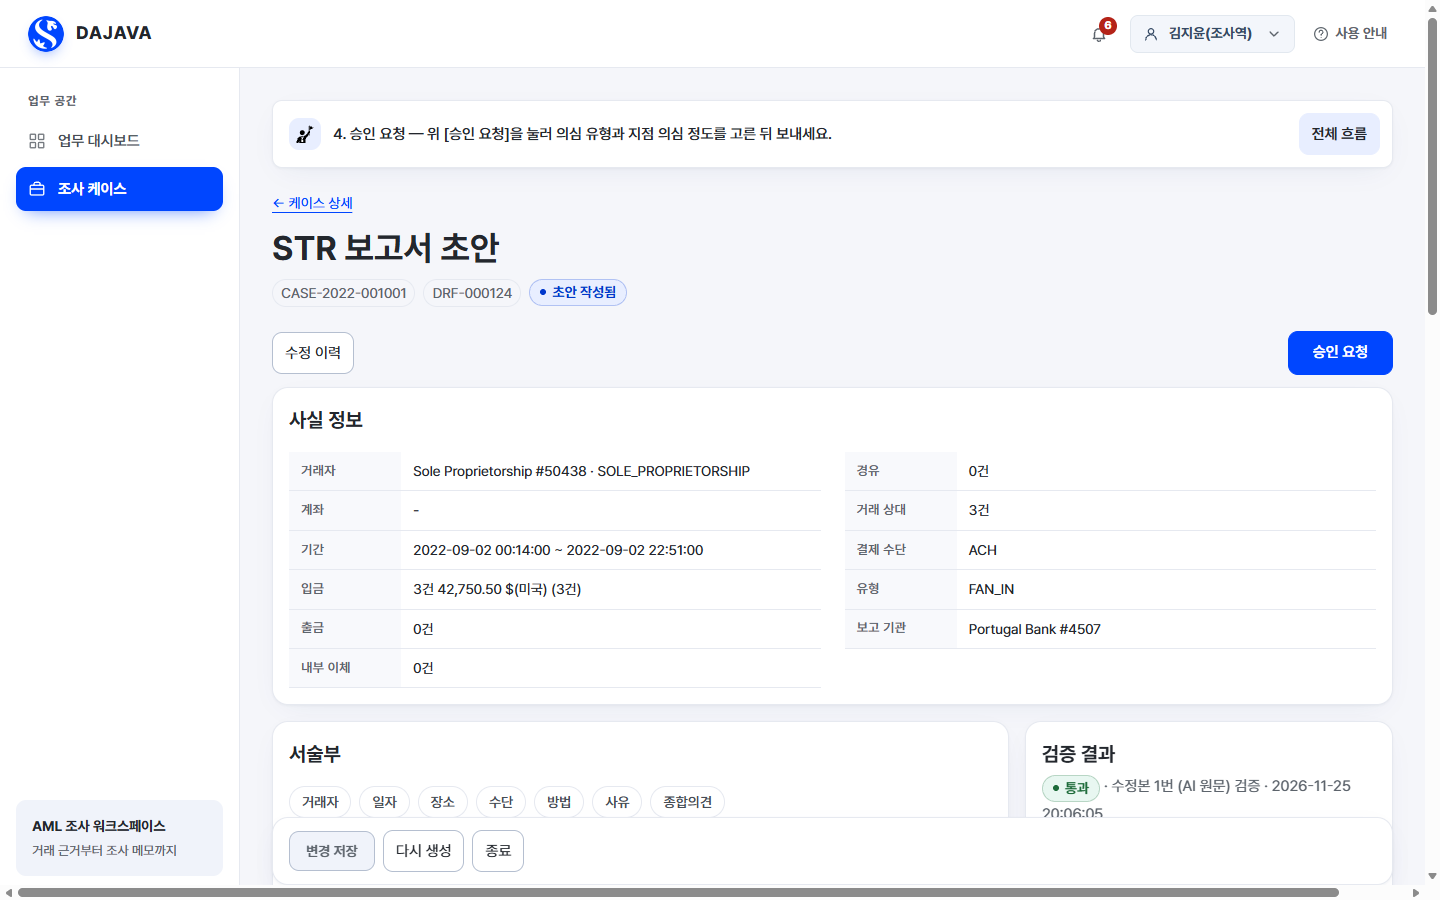 DAJAVA
6
김지윤(조사역)
사용 안내
업무 공간
업무 대시보드
조사 케이스
4. 승인 요청 — 위 [승인 요청]을 눌러 의심 유형과 지점 의심 정도를 고른 뒤 보내세요.
전체 흐름
← 케이스 상세
STR 보고서 초안
CASE-2022-001001
DRF-000124
초안 작성됨
수정 이력
승인 요청
사실 정보
거래자 Sole Proprietorship #50438 · SOLE_PROPRIETORSHIP
계좌 -
기간 2022-09-02 00:14:00 ~ 2022-09-02 22:51:00
입금 3건 42,750.50 $(미국) (3건)
출금 0건
내부 이체 0건
경유 0건
거래 상대 3건
결제 수단 ACH
유형 FAN_IN
보고 기관 Portugal Bank #4507
서술부
거래자 일자 장소 수단 방법 사유 종합의견
검증 결과
통과 · 수정본 1번 (AI 원문) 검증 · 2026-11-25
20:06:05
변경 저장
다시 생성
종료
AML 조사 워크스페이스
거래 근거부터 조사 메모까지